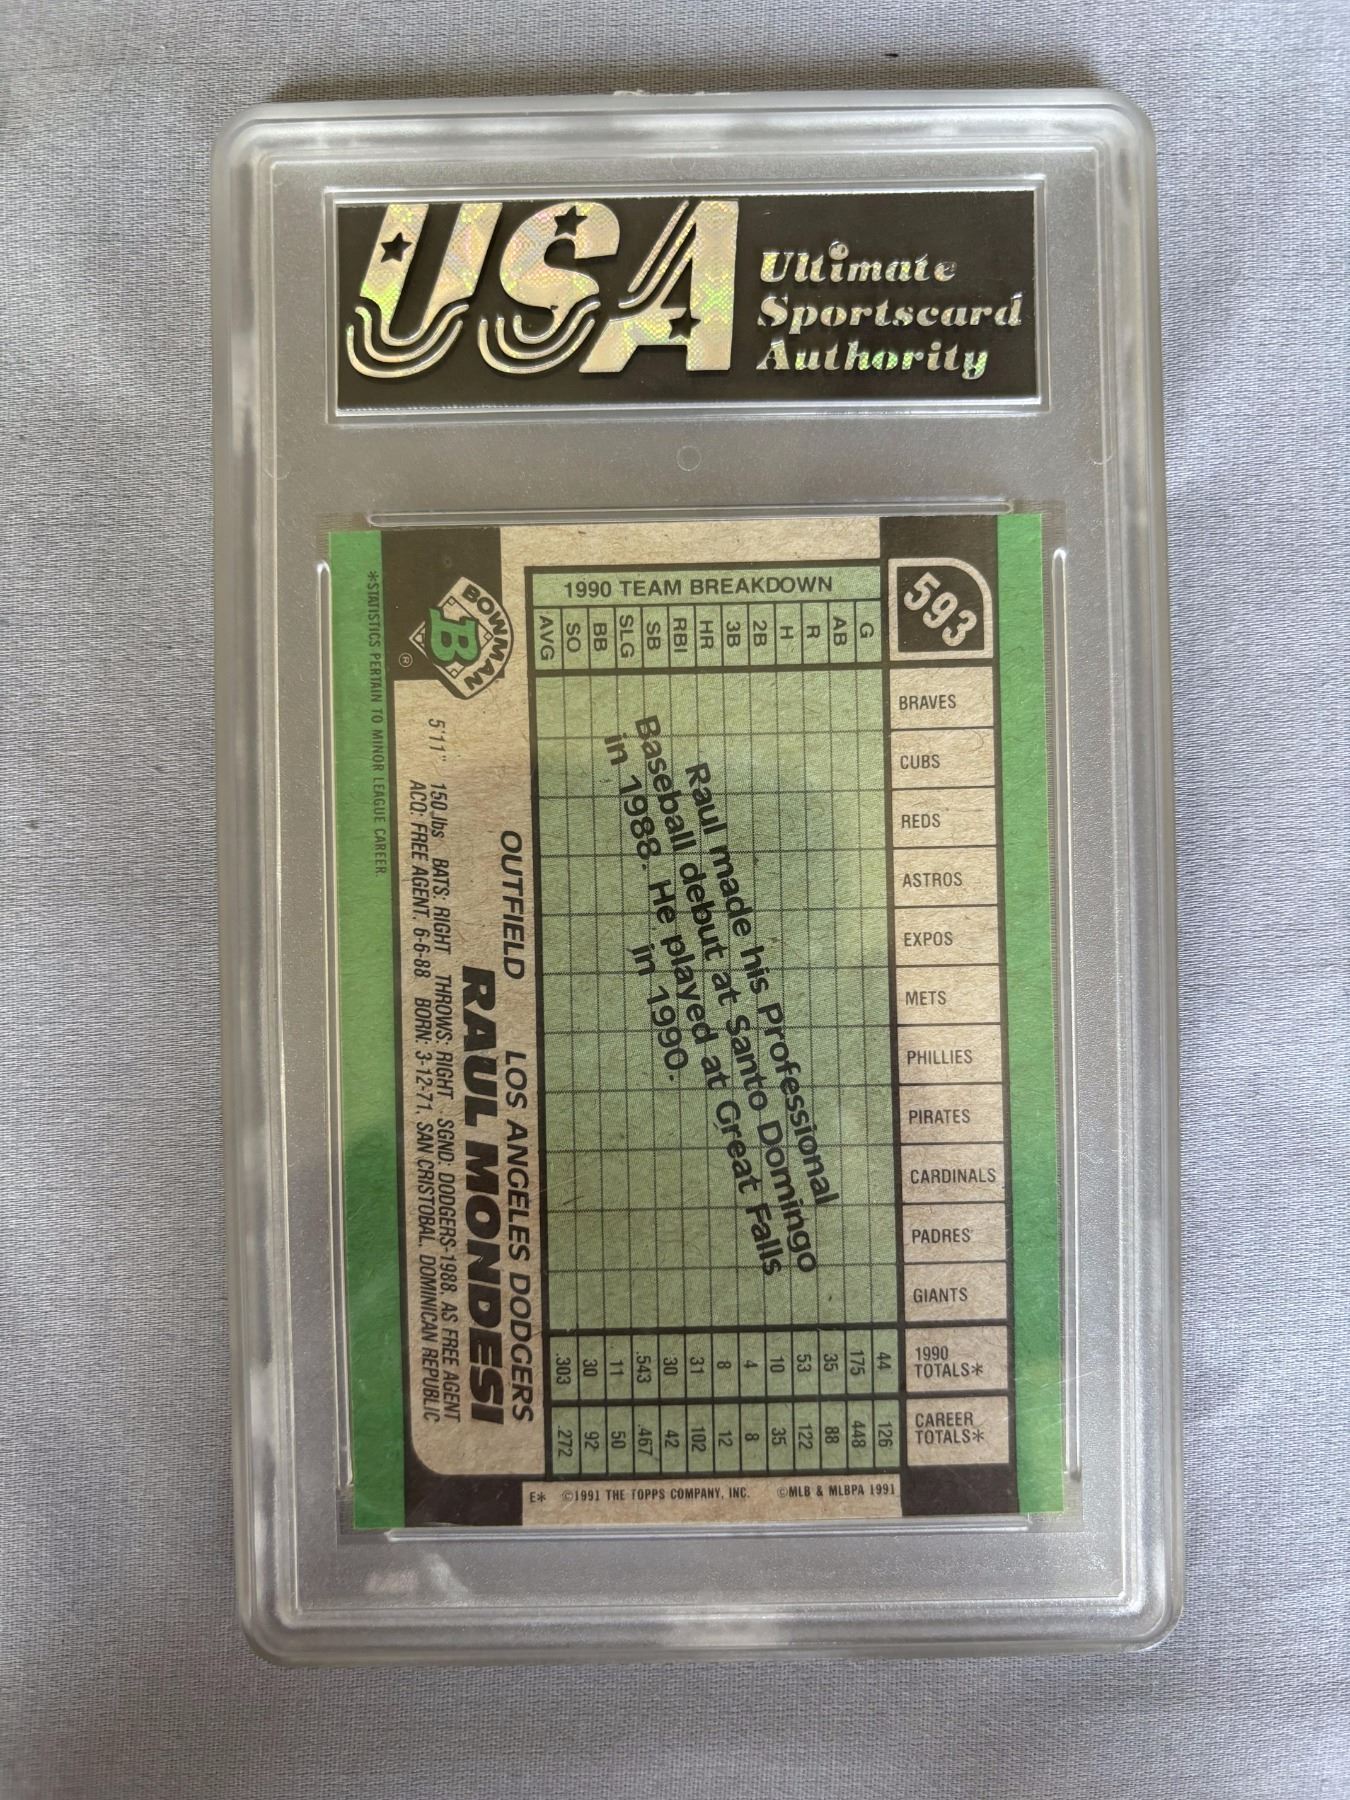 USA
Ultimate
Sportscard
Authority
593
BRAVES
CUBS
REDS
ASTROS
EXPOS
METS
PHILLIES
PIRATES
CARDINALS
PADRES
GIANTS
1990 TOTALS*
CAREER TOTALS*
1990 TEAM BREAKDOWN
G 44 126
AB 175 448
R 35 88
H 53 122
2B 10 35
3B 4 8
HR 8 12
RBI 31 102
SB 30 42
SLG .543 .467
BB 11 50
SO 30 92
AVG .303 .272
Raul made his Professional
Baseball debut at Santo Domingo
in 1988. He played at Great Falls
in 1990.
BOWMAN
B
®
OUTFIELD LOS ANGELES DODGERS
RAUL MONDESI
5'11" 150 lbs BATS: RIGHT THROWS: RIGHT SGND: DODGERS-1988, AS FREE AGENT
ACQ: FREE AGENT, 6-6-88 BORN: 3-12-71, SAN CRISTOBAL, DOMINICAN REPUBLIC
*STATISTICS PERTAIN TO MINOR LEAGUE CAREER.
E* ©1991 THE TOPPS COMPANY, INC. ©MLB & MLBPA 1991